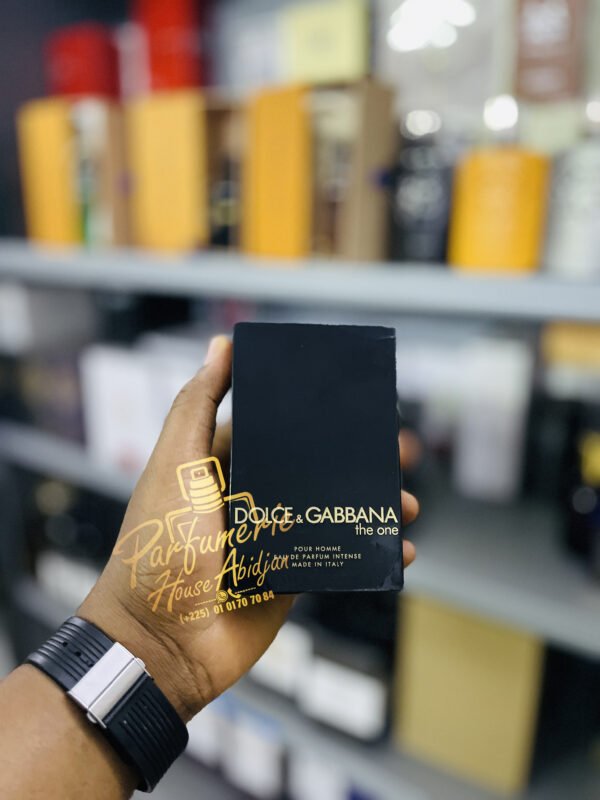 DOLCE & GABBANA
the one
POUR HOMME
EAU DE PARFUM INTENSE
MADE IN ITALY
Parfumerie
House Abidjan
(+225) 01 01 70 70 84